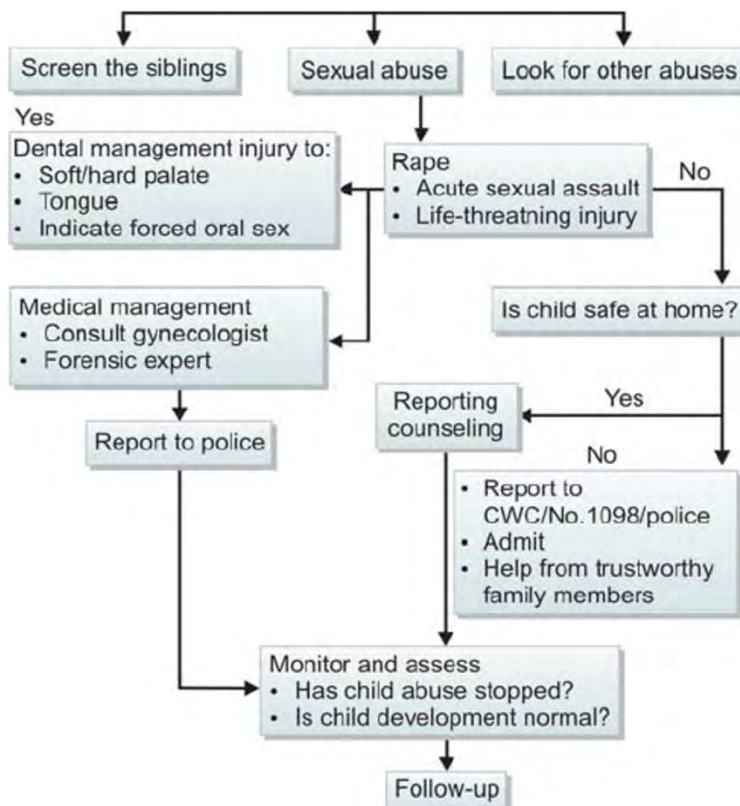 Screen the siblings
Sexual abuse
Look for other abuses
Yes
Dental management injury to:
• Soft/hard palate
• Tongue
• Indicate forced oral sex
Rape
• Acute sexual assault
• Life-threatning injury
No
Medical management
• Consult gynecologist
• Forensic expert
Is child safe at home?
Report to police
Reporting
counseling
Yes
No
• Report to
CWC/No.1098/police
• Admit
• Help from trustworthy
family members
Monitor and assess
• Has child abuse stopped?
• Is child development normal?
Follow-up